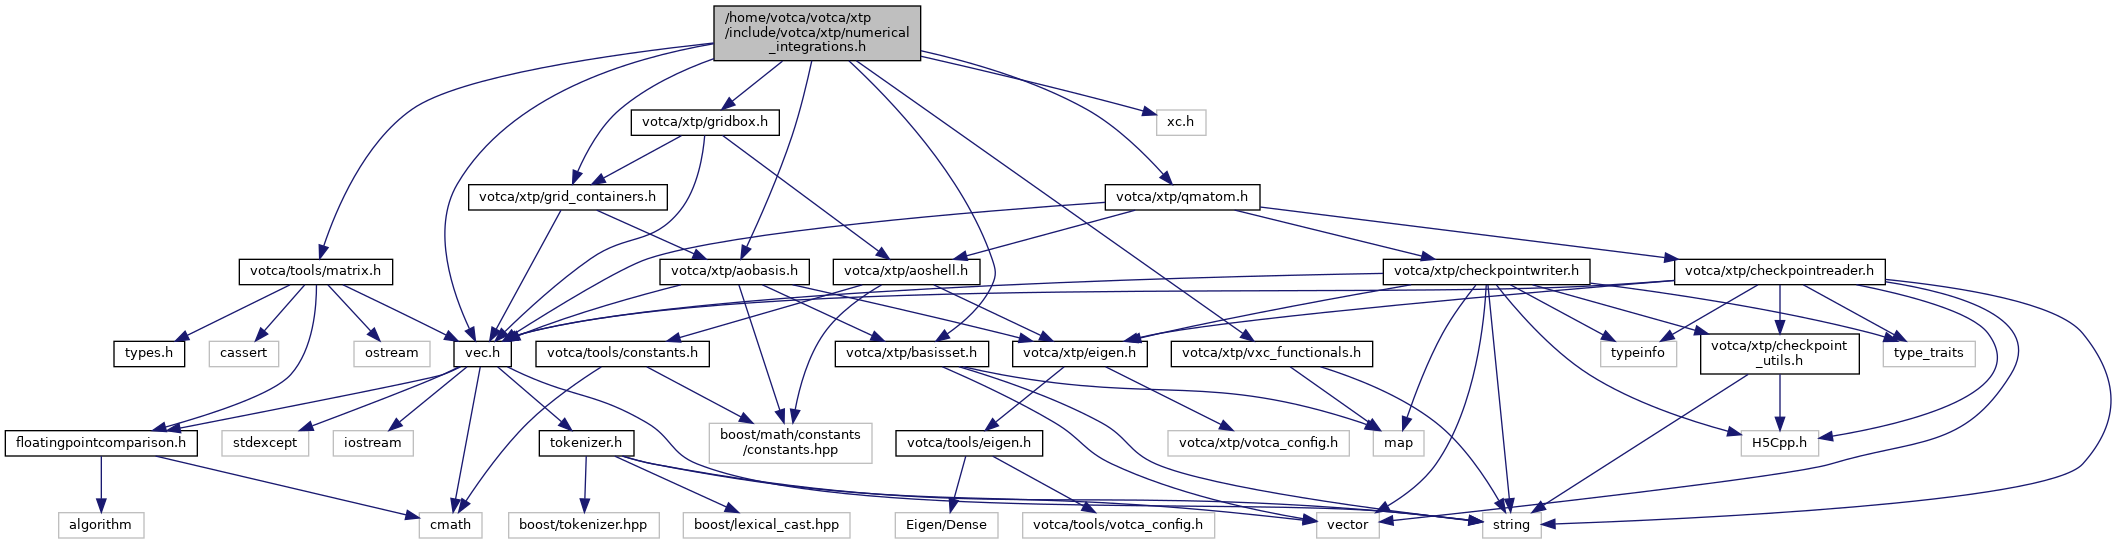 /home/votca/votca/xtp
/include/votca/xtp/numerical
_integrations.h
votca/xtp/gridbox.h
xc.h
votca/xtp/grid_containers.h
votca/xtp/qmatom.h
votca/tools/matrix.h
votca/xtp/aobasis.h
votca/xtp/aoshell.h
votca/xtp/checkpointwriter.h
votca/xtp/checkpointreader.h
types.h
cassert
ostream
vec.h
votca/tools/constants.h
votca/xtp/basisset.h
votca/xtp/eigen.h
votca/xtp/vxc_functionals.h
typeinfo
votca/xtp/checkpoint
_utils.h
type_traits
floatingpointcomparison.h
stdexcept
iostream
tokenizer.h
boost/math/constants
/constants.hpp
votca/tools/eigen.h
votca/xtp/votca_config.h
map
H5Cpp.h
algorithm
cmath
boost/tokenizer.hpp
boost/lexical_cast.hpp
Eigen/Dense
votca/tools/votca_config.h
vector
string